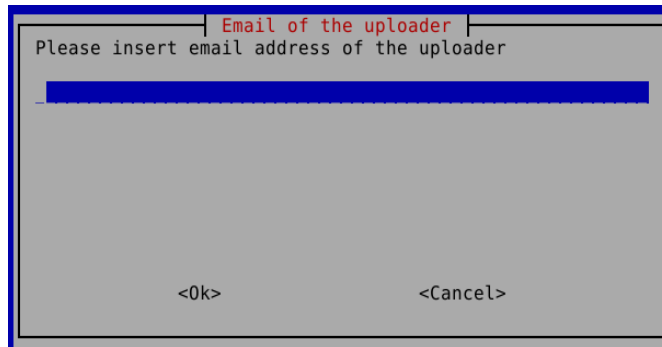 Email of the uploader
Please insert email address of the uploader
<Ok> <Cancel>